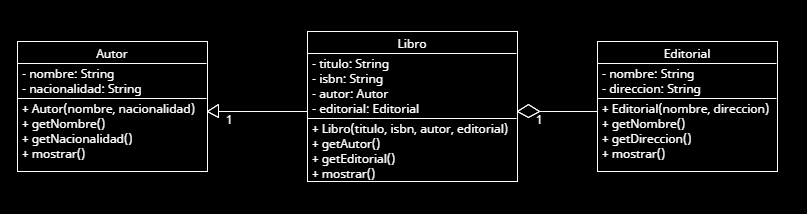 Autor
- nombre: String
- nacionalidad: String
+ Autor(nombre, nacionalidad)
+ getNombre()
+ getNacionalidad()
+ mostrar()
1
Libro
- titulo: String
- isbn: String
- autor: Autor
- editorial: Editorial
+ Libro(titulo, isbn, autor, editorial)
+ getAutor()
+ getEditorial()
+ mostrar()
1
Editorial
- nombre: String
- direccion: String
+ Editorial(nombre, direccion)
+ getNombre()
+ getDireccion()
+ mostrar()